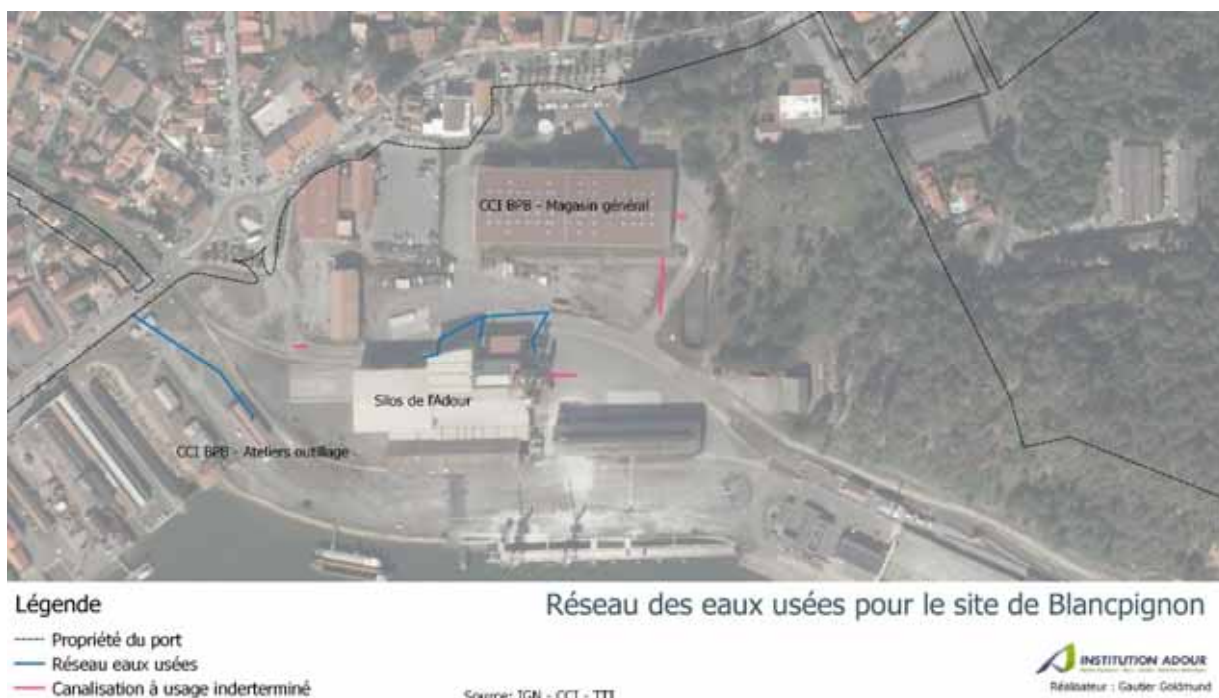 CCI BPB - Magasin général
Silos de l'Adour
CCI BPB - Ateliers outillage
Légende
Réseau des eaux usées pour le site de Blancpignon
Propriété du port
Réseau eaux usées
Canalisation à usage inderterminé
Source: IGN - CCI - TTI
INSTITUTION ADOUR
Réalisateur : Gautier Goldmund